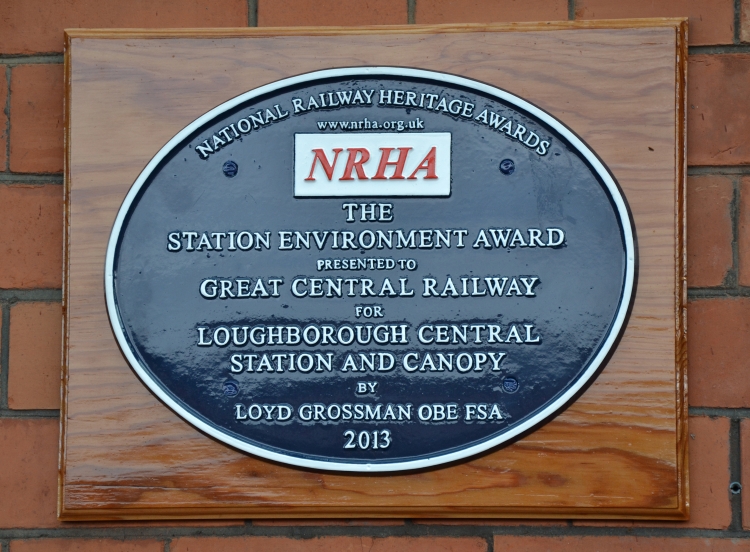 NATIONAL RAILWAY HERITAGE AWARDS
www.nrha.org.uk
NRHA
THE
STATION ENVIRONMENT AWARD
PRESENTED TO
GREAT CENTRAL RAILWAY
FOR
LOUGHBOROUGH CENTRAL
STATION AND CANOPY
BY
LOYD GROSSMAN OBE FSA
2013